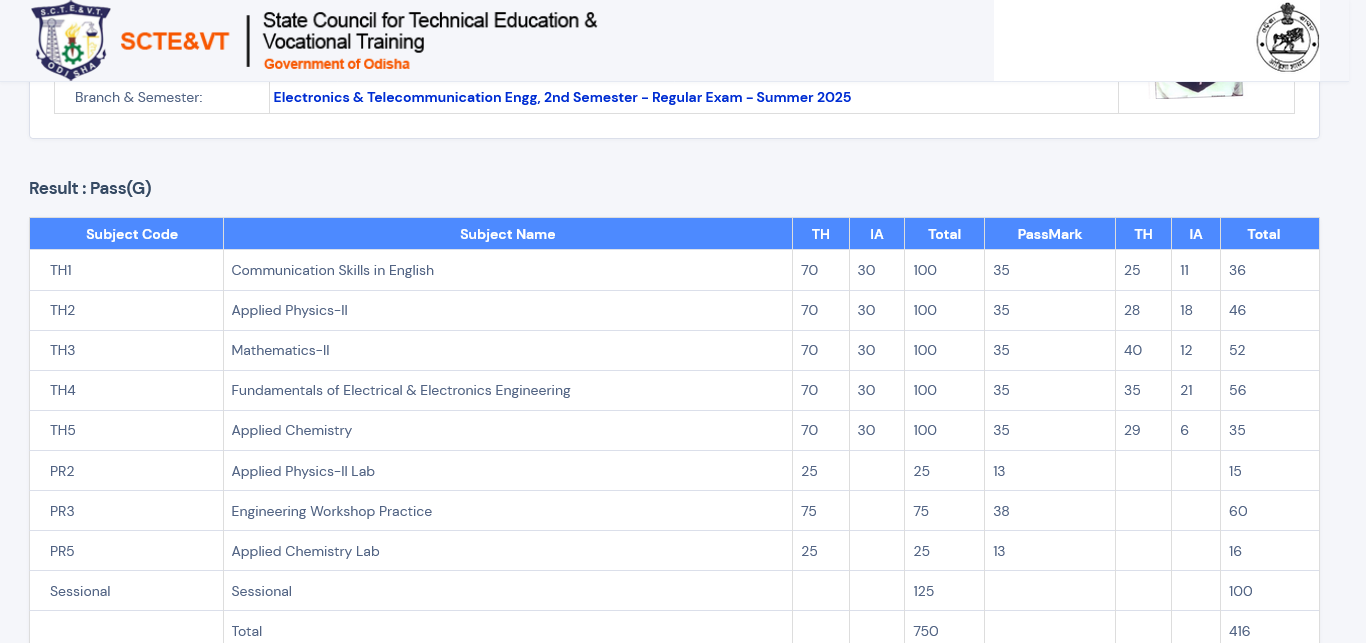 S.C.T.E.&V.T.
ODISHA
SCTE&VT
State Council for Technical Education &
Vocational Training
Government of Odisha
Branch & Semester: Electronics & Telecommunication Engg, 2nd Semester - Regular Exam - Summer 2025
Result : Pass(G)
Subject Code Subject Name TH IA Total PassMark TH IA Total
TH1 Communication Skills in English 70 30 100 35 25 11 36
TH2 Applied Physics-II 70 30 100 35 28 18 46
TH3 Mathematics-II 70 30 100 35 40 12 52
TH4 Fundamentals of Electrical & Electronics Engineering 70 30 100 35 35 21 56
TH5 Applied Chemistry 70 30 100 35 29 6 35
PR2 Applied Physics-II Lab 25 25 13 15
PR3 Engineering Workshop Practice 75 75 38 60
PR5 Applied Chemistry Lab 25 25 13 16
Sessional Sessional 125 100
Total 750 416